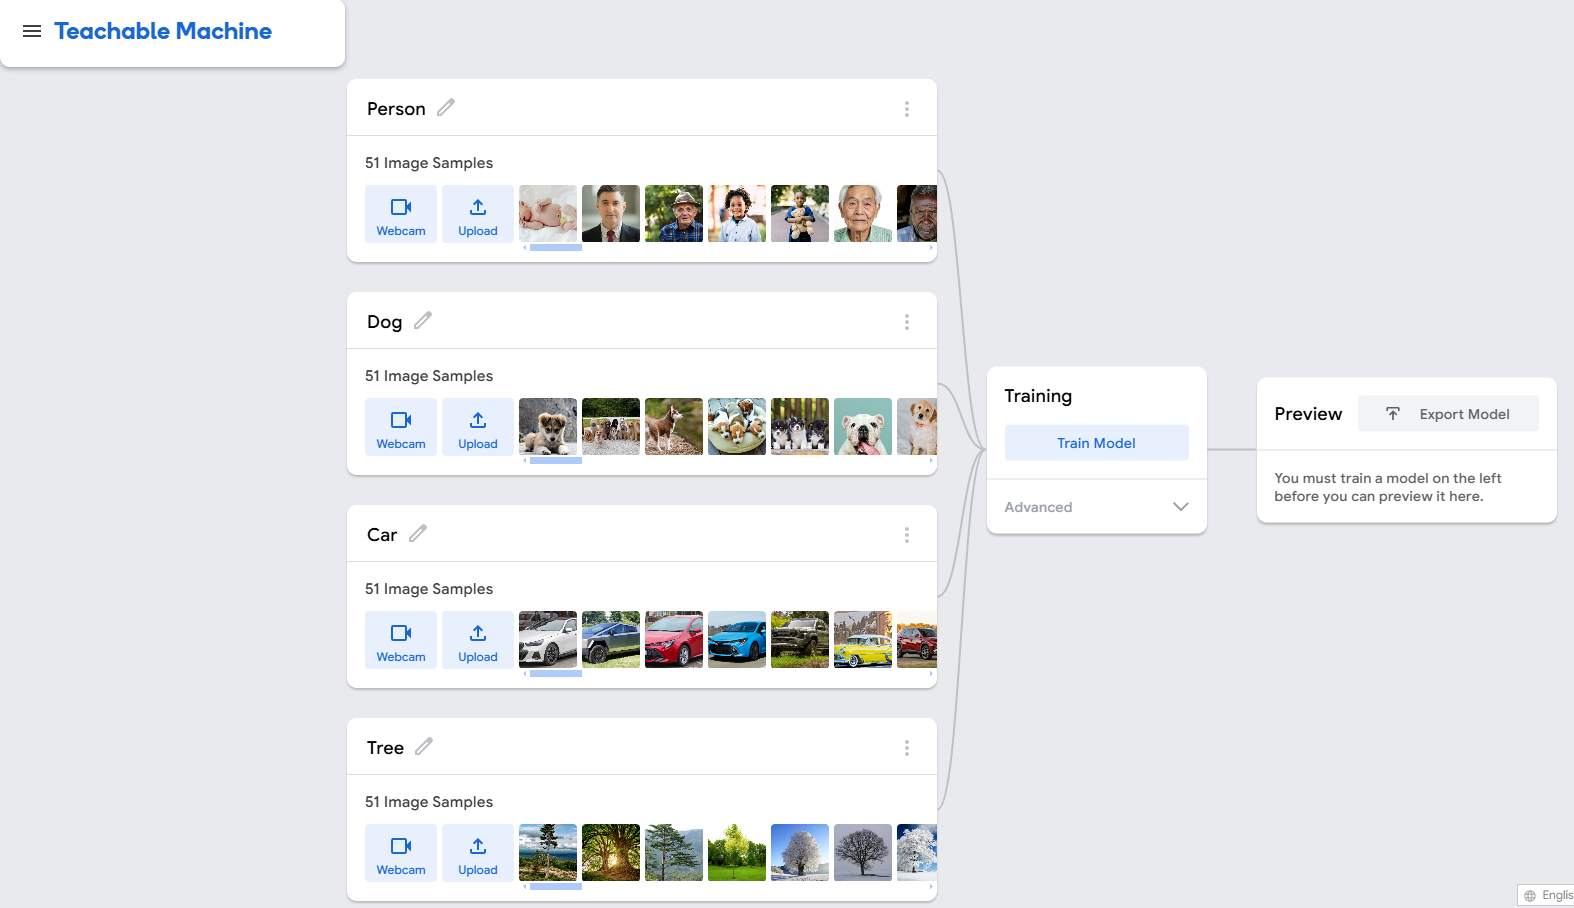 Teachable Machine
Person
51 Image Samples
Webcam
Upload
Dog
51 Image Samples
Webcam
Upload
Car
51 Image Samples
Webcam
Upload
Tree
51 Image Samples
Webcam
Upload
Training
Train Model
Advanced
Preview
Export Model
You must train a model on the left
before you can preview it here.
Englis